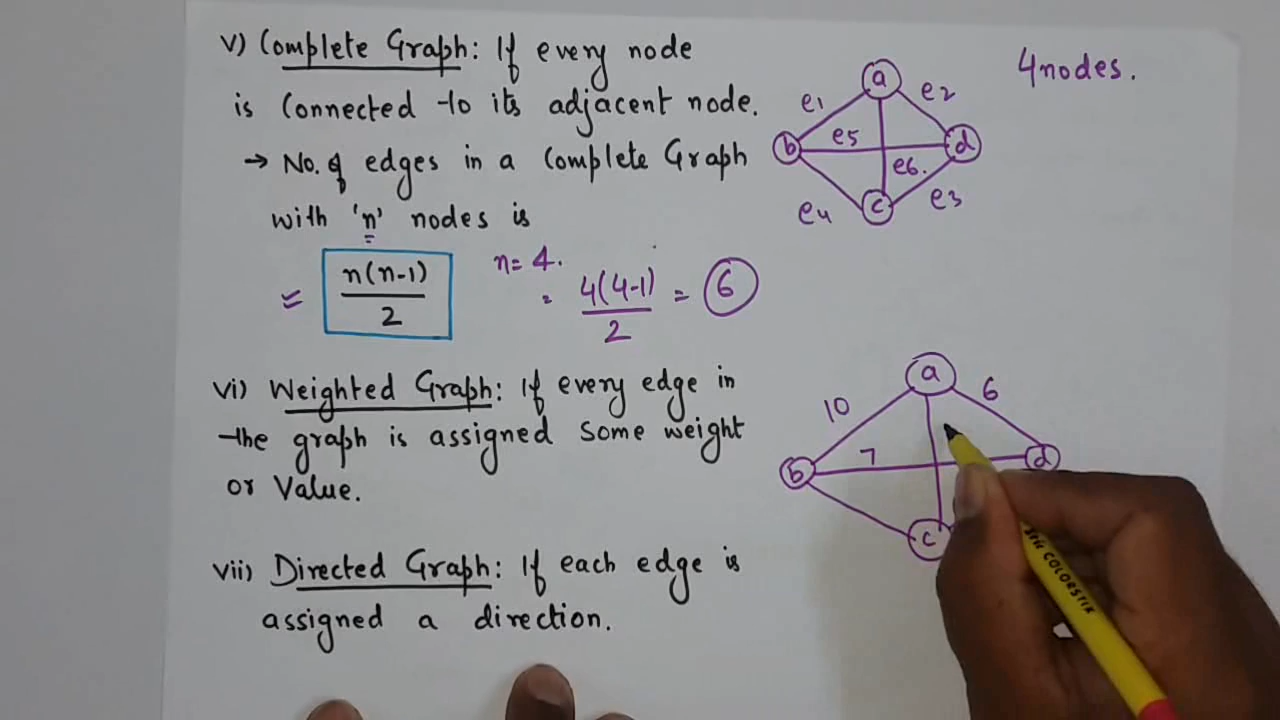 v) Complete Graph: If every node
is Connected to its adjacent node.
→ No. of edges in a Complete Graph
with 'n' nodes is
= n(n-1)
2
n=4.
= 4(4-1) = 6
2
4nodes.
a
e1 e2
b e5 d
e6.
e4 c e3
vi) Weighted Graph: If every edge in
the graph is assigned Some weight
or Value.
a
10 6
b 7 d
c
vii) Directed Graph: If each edge is
assigned a direction.
stic COLORSTIX